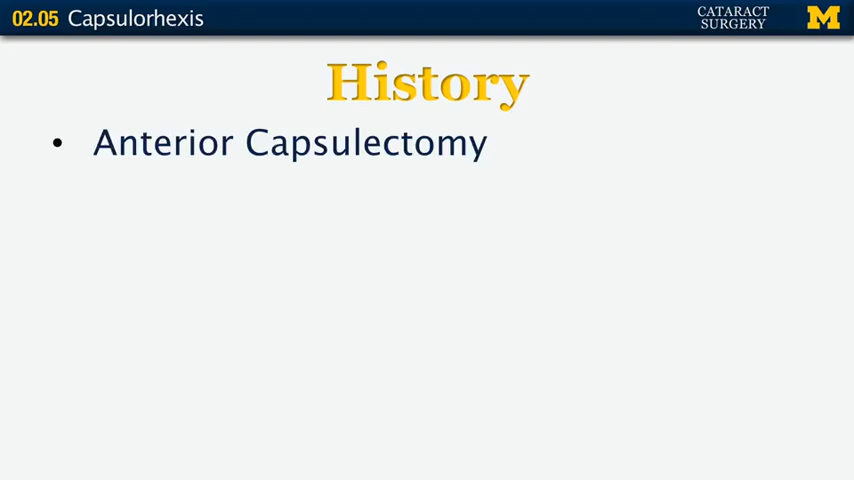 02.05 Capsulorhexis
CATARACT
SURGERY
M
History
• Anterior Capsulectomy